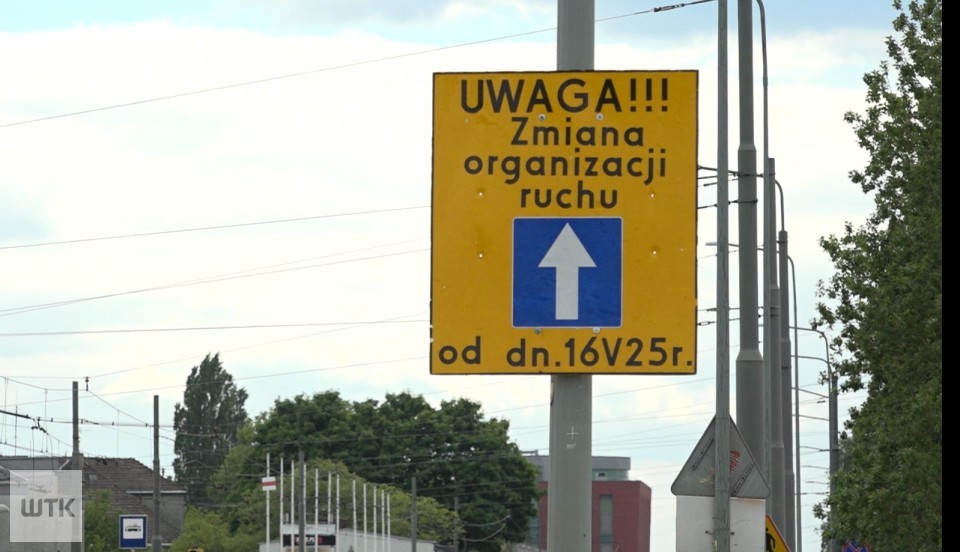 UWAGA!!!
Zmiana
organizacji
ruchu
od dn.16V25r.
WTK